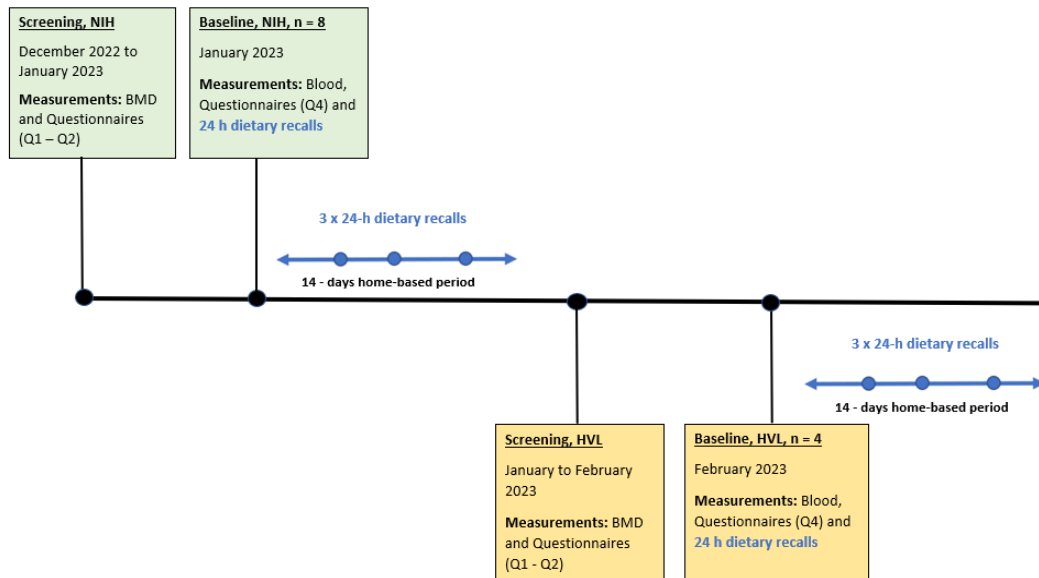 Screening, NIH
December 2022 to
January 2023
Measurements: BMD
and Questionnaires
(Q1 – Q2)
Baseline, NIH, n = 8
January 2023
Measurements: Blood,
Questionnaires (Q4) and
24 h dietary recalls
3 x 24-h dietary recalls
14 - days home-based period
3 x 24-h dietary recalls
14 - days home-based period
Screening, HVL
January to February
2023
Measurements: BMD
and Questionnaires
(Q1 - Q2)
Baseline, HVL, n = 4
February 2023
Measurements: Blood,
Questionnaires (Q4) and
24 h dietary recalls